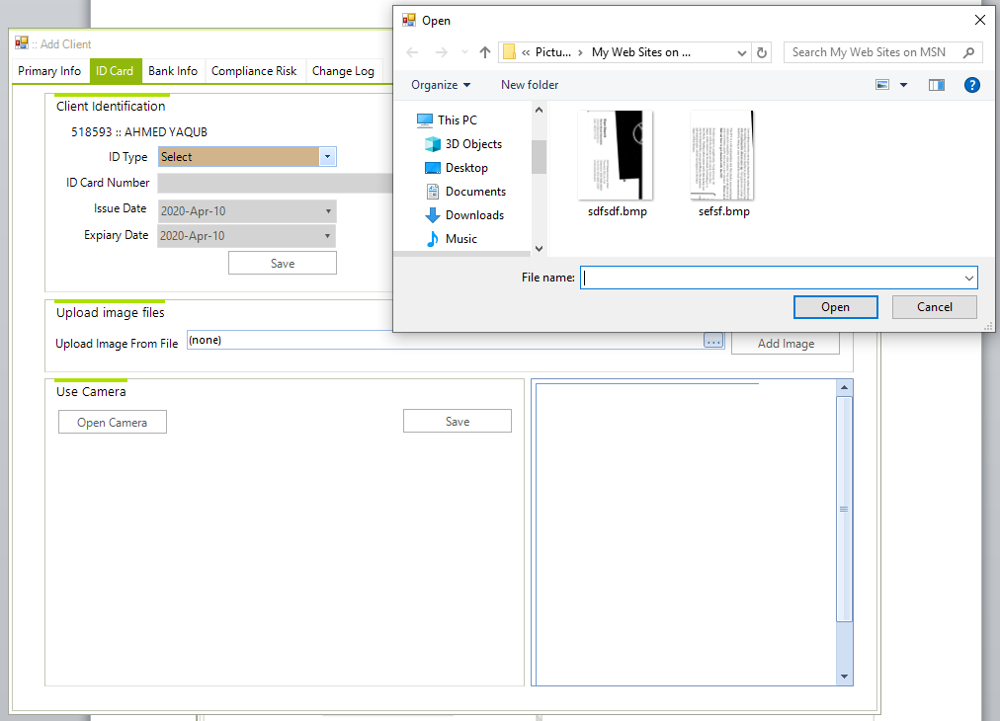 :: Add Client
Primary Info
ID Card
Bank Info
Compliance Risk
Change Log
Client Identification
518593 :: AHMED YAQUB
ID Type
Select
ID Card Number
Issue Date
2020-Apr-10
Expiary Date
2020-Apr-10
Save
Upload image files
Upload Image From File
(none)
...
Add Image
Use Camera
Open Camera
Save
Open
« Pictu... › My Web Sites on ...
Search My Web Sites on MSN
Organize
New folder
This PC
3D Objects
Desktop
Documents
Downloads
Music
sdfsdf.bmp
sefsf.bmp
File name:
Open
Cancel